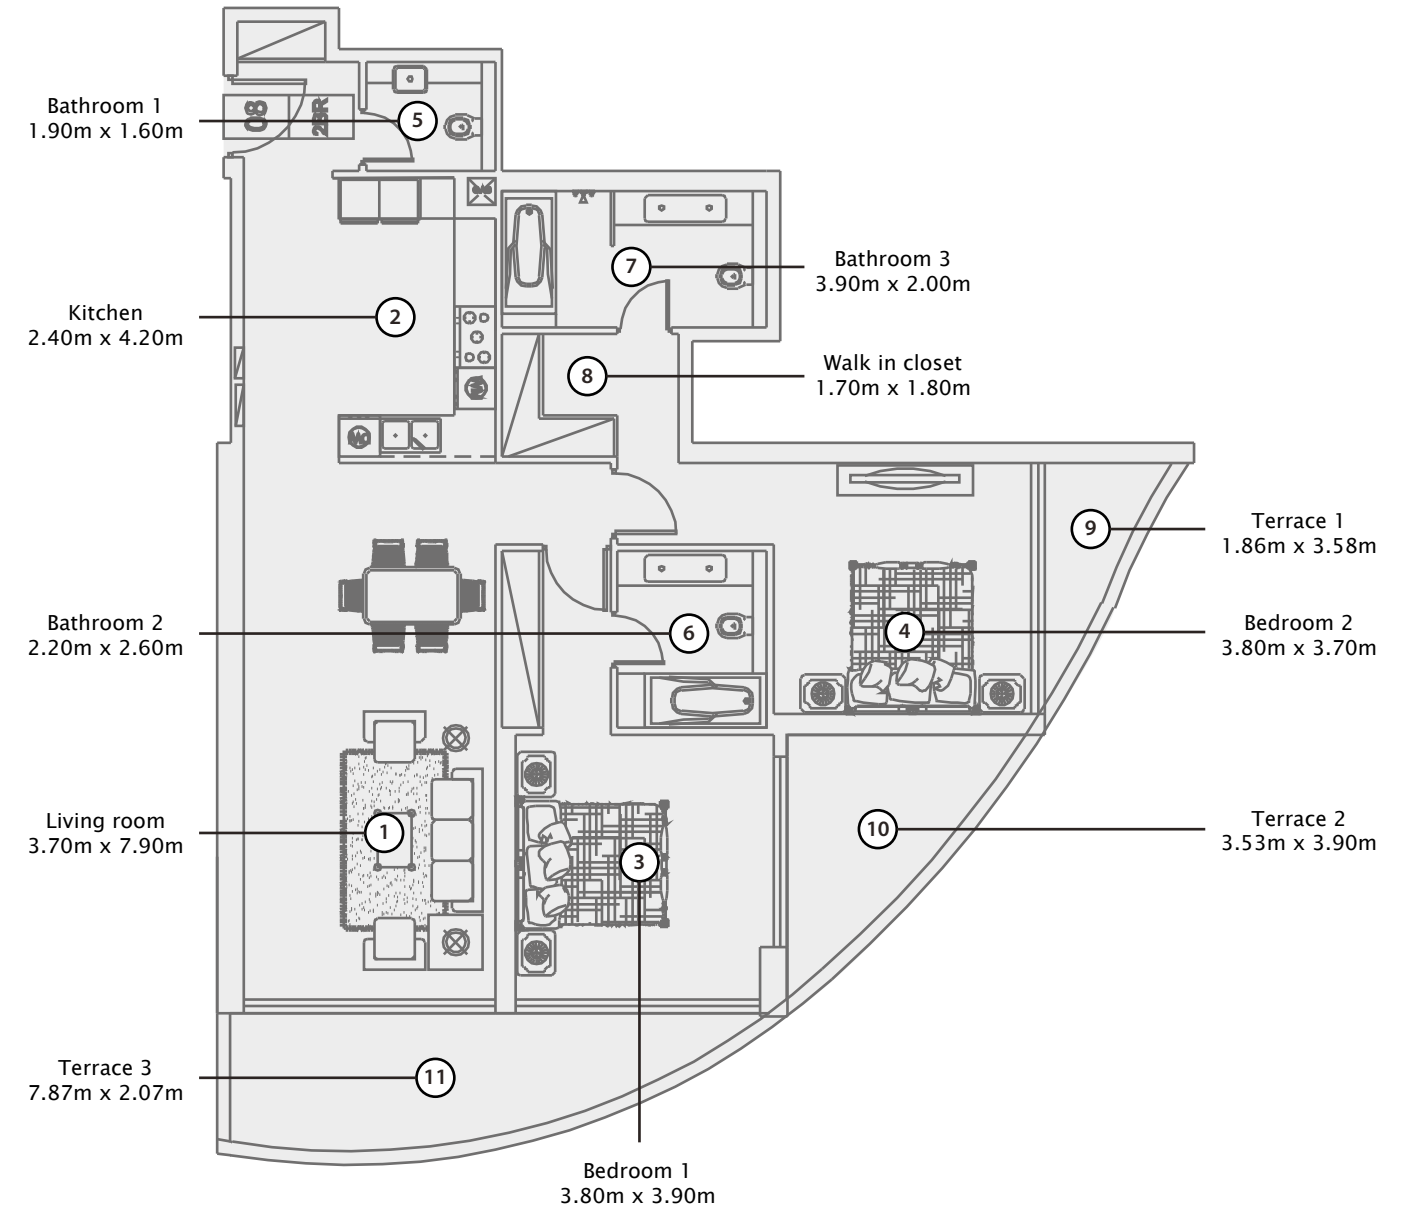 Bathroom 1
1.90m x 1.60m
08
2BR
5
GAS
Kitchen
2.40m x 4.20m
2
7
Bathroom 3
3.90m x 2.00m
8
Walk in closet
1.70m x 1.80m
9
Terrace 1
1.86m x 3.58m
Bathroom 2
2.20m x 2.60m
6
4
Bedroom 2
3.80m x 3.70m
Living room
3.70m x 7.90m
1
3
10
Terrace 2
3.53m x 3.90m
Terrace 3
7.87m x 2.07m
11
Bedroom 1
3.80m x 3.90m